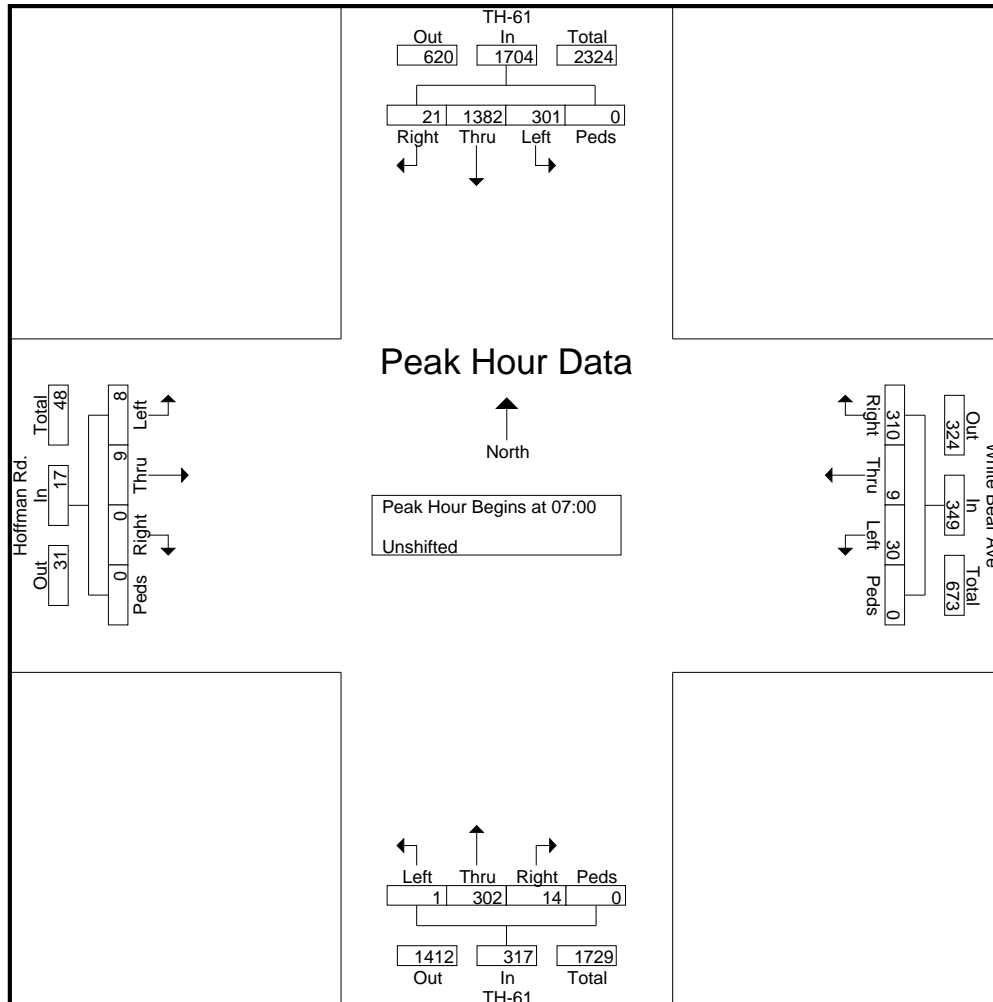 TH-61
Out In Total
620 1704 2324
21 1382 301 0
Right Thru Left Peds
Peak Hour Data
North
Peak Hour Begins at 07:00
Unshifted
Hoffman Rd.
Total In Out
48 17 31
8 9 0 0
Left Thru Right Peds
White Bear Ave
Out In Total
324 349 673
310 9 30 0
Right Thru Left Peds
Left Thru Right Peds
1 302 14 0
1412 317 1729
Out In Total
TH-61